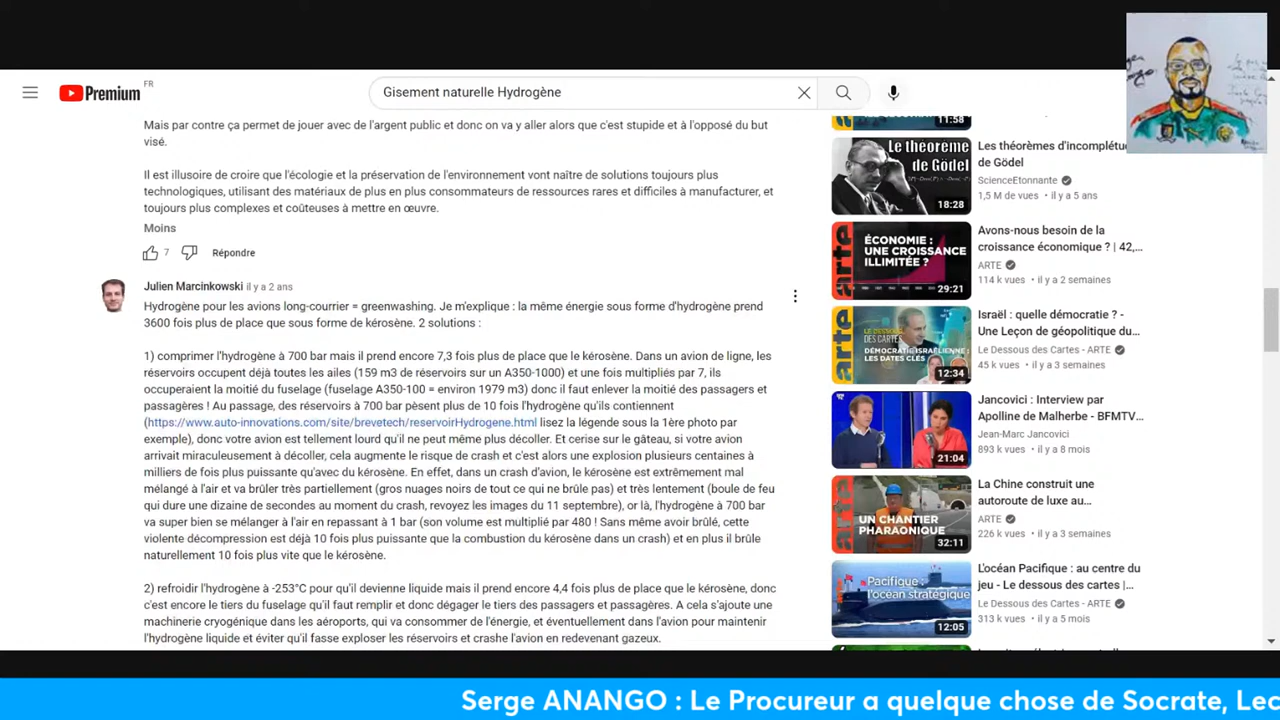 FR
Premium
Gisement naturelle Hydrogène
Mais par contre ça permet de jouer avec de l'argent public et donc on va y aller alors que c'est stupide et à l'opposé du but
visé.
Il est illusoire de croire que l'écologie et la préservation de l'environnement vont naître de solutions toujours plus
technologiques, utilisant des matériaux de plus en plus consommateurs de ressources rares et difficiles à manufacturer, et
toujours plus complexes et coûteuses à mettre en œuvre.
Moins
7 Répondre
Julien Marcinkowski il y a 2 ans
Hydrogène pour les avions long-courrier = greenwashing. Je m'explique : la même énergie sous forme d'hydrogène prend
3600 fois plus de place que sous forme de kérosène. 2 solutions :
1) comprimer l'hydrogène à 700 bar mais il prend encore 7,3 fois plus de place que le kérosène. Dans un avion de ligne, les
réservoirs occupent déjà toutes les ailes (159 m3 de réservoirs sur un A350-1000) et une fois multipliés par 7, ils
occuperaient la moitié du fuselage (fuselage A350-100 = environ 1979 m3) donc il faut enlever la moitié des passagers et
passagères ! Au passage, des réservoirs à 700 bar pèsent plus de 10 fois l'hydrogène qu'ils contiennent
(https://www.auto-innovations.com/site/brevetech/reservoirHydrogene.html lisez la légende sous la 1ère photo par
exemple), donc votre avion est tellement lourd qu'il ne peut même plus décoller. Et cerise sur le gâteau, si votre avion
arrivait miraculeusement à décoller, cela augmente le risque de crash et c'est alors une explosion plusieurs centaines à
milliers de fois plus puissante qu'avec du kérosène. En effet, dans un crash d'avion, le kérosène est extrêmement mal
mélangé à l'air et va brûler très partiellement (gros nuages noirs de tout ce qui ne brûle pas) et très lentement (boule de feu
qui dure une dizaine de secondes au moment du crash, revoyez les images du 11 septembre), or là, l'hydrogène à 700 bar
va super bien se mélanger à l'air en repassant à 1 bar (son volume est multiplié par 480 ! Sans même avoir brûlé, cette
violente décompression est déjà 10 fois plus puissante que la combustion du kérosène dans un crash) et en plus il brûle
naturellement 10 fois plus vite que le kérosène.
2) refroidir l'hydrogène à -253°C pour qu'il devienne liquide mais il prend encore 4,4 fois plus de place que le kérosène, donc
c'est encore le tiers du fuselage qu'il faut remplir et donc dégager le tiers des passagers et passagères. A cela s'ajoute une
machinerie cryogénique dans les aéroports, qui va consommer de l'énergie, et éventuellement dans l'avion pour maintenir
l'hydrogène liquide et éviter qu'il fasse exploser les réservoirs et crashe l'avion en redevenant gazeux.
11:58
Le théorème
de Gödel
18:28
Les théorèmes d'incomplétu
de Gödel
ScienceEtonnante
1,5 M de vues • il y a 5 ans
arte
ÉCONOMIE :
UNE CROISSANCE
ILLIMITÉE ?
29:21
Avons-nous besoin de la
croissance économique ? | 42,...
ARTE
114 k vues • il y a 2 semaines
arte
LE DESSOUS
DES CARTES
DÉMOCRATIE ISRAÉLIENNE :
LES DATES CLÉS
12:34
Israël : quelle démocratie ? -
Une Leçon de géopolitique du...
Le Dessous des Cartes - ARTE
45 k vues • il y a 3 semaines
21:04
Jancovici : Interview par
Apolline de Malherbe - BFMTV...
Jean-Marc Jancovici
893 k vues • il y a 8 mois
arte
UN CHANTIER
PHARAONIQUE
32:11
La Chine construit une
autoroute de luxe au...
ARTE
226 k vues • il y a 3 semaines
arte
Pacifique :
l'océan stratégique
12:05
L'océan Pacifique : au centre du
jeu - Le dessous des cartes |...
Le Dessous des Cartes - ARTE
313 k vues • il y a 5 mois
Serge ANANGO : Le Procureur a quelque chose de Socrate, Lec